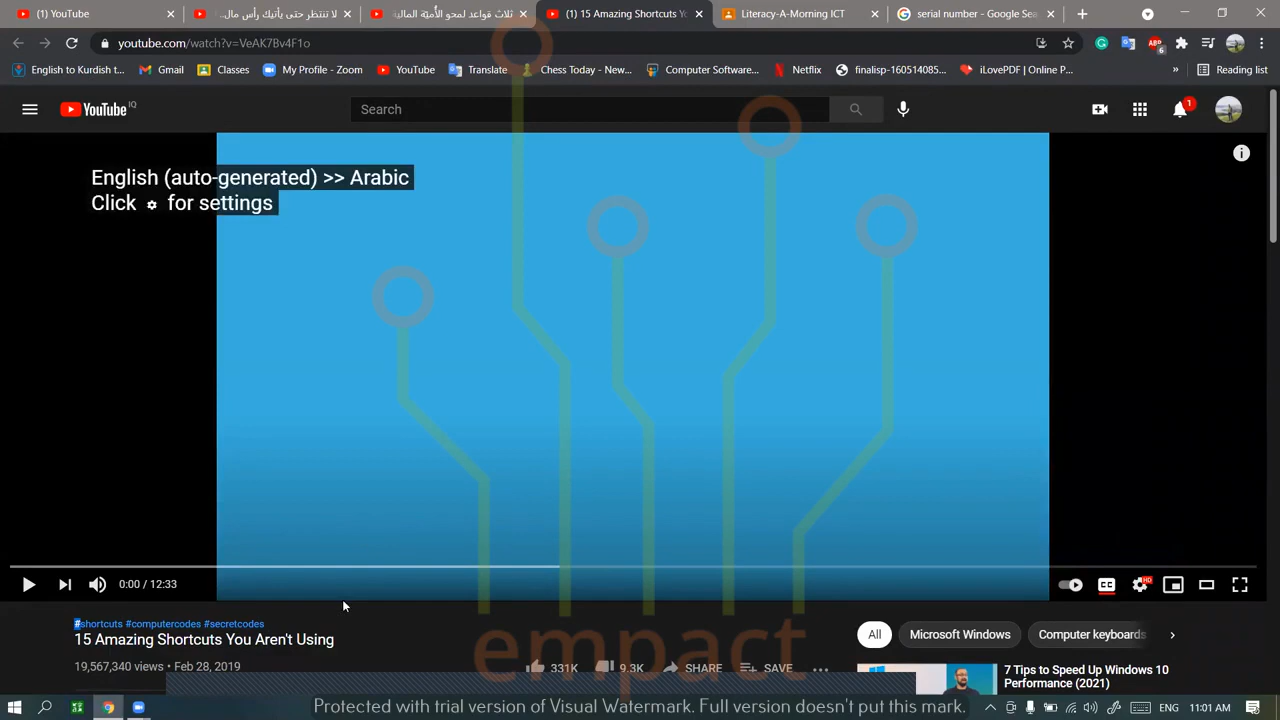 (1) YouTube
لا تنتظر حتى يأتيك رأس مال..
ثلاث قواعد لمحو الأميّة المالية
(1) 15 Amazing Shortcuts Yo
Literacy-A-Morning ICT
serial number - Google Sea
youtube.com/watch?v=VeAK7Bv4F1o
English to Kurdish t...
Gmail
Classes
My Profile - Zoom
YouTube
Translate
Chess Today - New...
Computer Software...
Netflix
finalisp-160514085...
iLovePDF | Online P...
Reading list
YouTube IQ
Search
1
English (auto-generated) >> Arabic
Click for settings
0:00 / 12:33
HD
#shortcuts #computercodes #secretcodes
15 Amazing Shortcuts You Aren't Using
19,567,340 views • Feb 28, 2019
331K
9.3K
SHARE
SAVE
All
Microsoft Windows
Computer keyboards
7 Tips to Speed Up Windows 10
Performance (2021)
empact
Protected with trial version of Visual Watermark. Full version doesn't put this mark.
ENG
11:01 AM